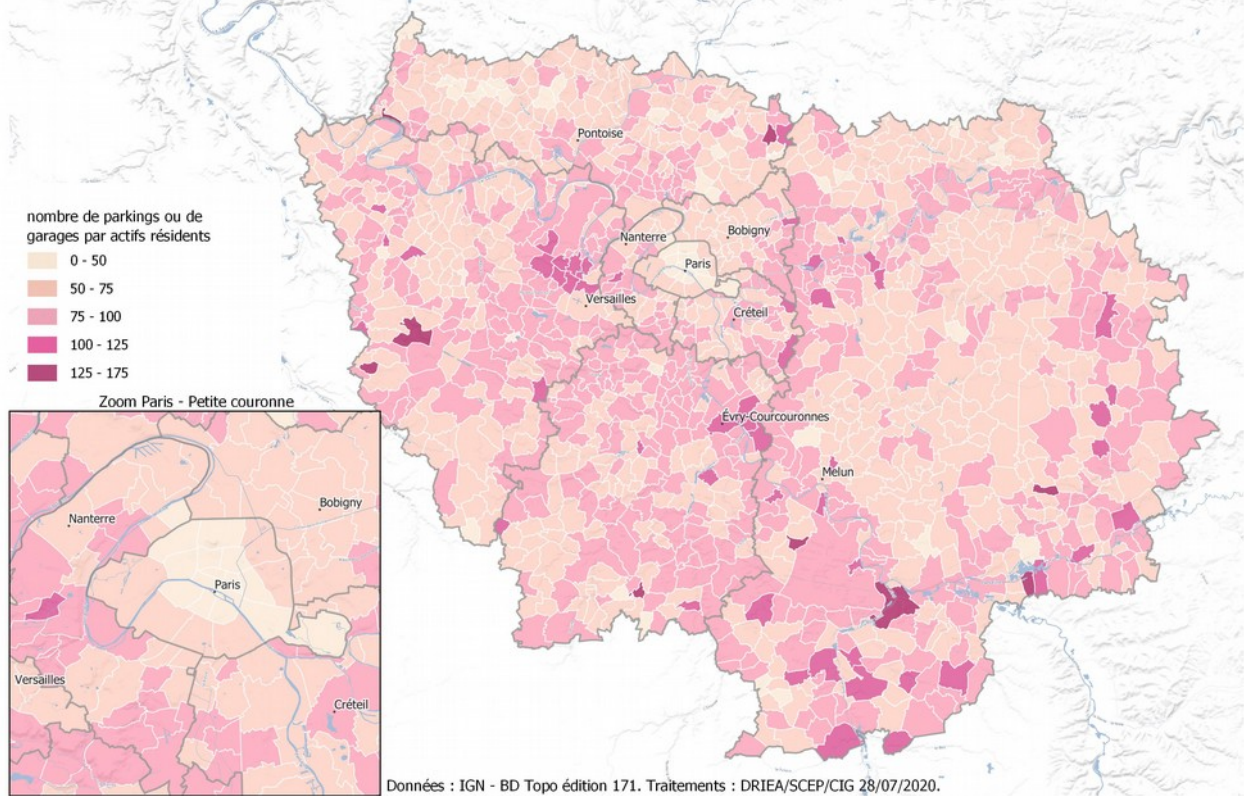 Pontoise
nombre de parkings ou de
garages par actifs résidents
0 - 50
50 - 75
75 - 100
100 - 125
125 - 175
Nanterre
Bobigny
Paris
Versailles
Créteil
Évry-Courcouronnes
Melun
Zoom Paris - Petite couronne
Nanterre
Bobigny
Paris
Versailles
Créteil
Données : IGN - BD Topo édition 171. Traitements : DRIEA/SCEP/CIG 28/07/2020.